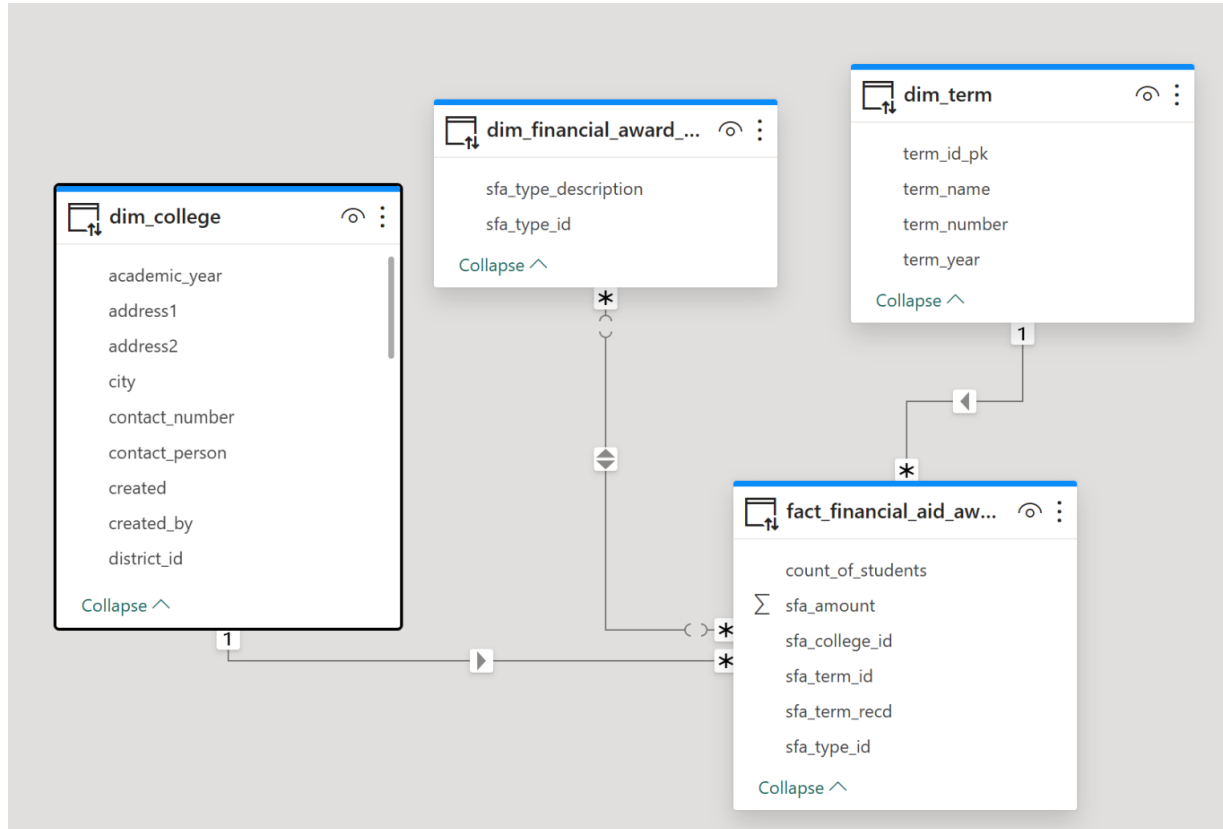 dim_college
academic_year
address1
address2
city
contact_number
contact_person
created
created_by
district_id
Collapse
1
dim_financial_award_...
sfa_type_description
sfa_type_id
Collapse
*
dim_term
term_id_pk
term_name
term_number
term_year
Collapse
1
*
fact_financial_aid_aw...
count_of_students
∑ sfa_amount
sfa_college_id
sfa_term_id
sfa_term_recd
sfa_type_id
Collapse
*
*